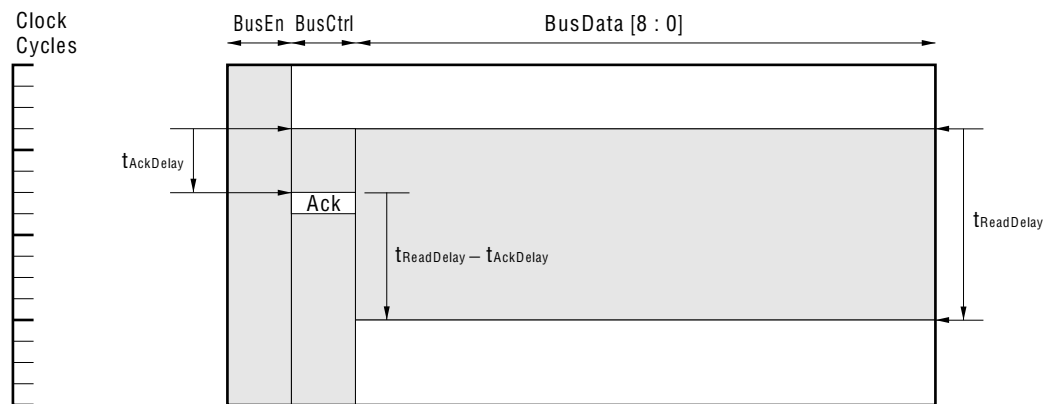 Clock
Cycles
BusEn BusCtrl BusData [8 : 0]
tAckDelay
Ack
tReadDelay – tAckDelay
tReadDelay